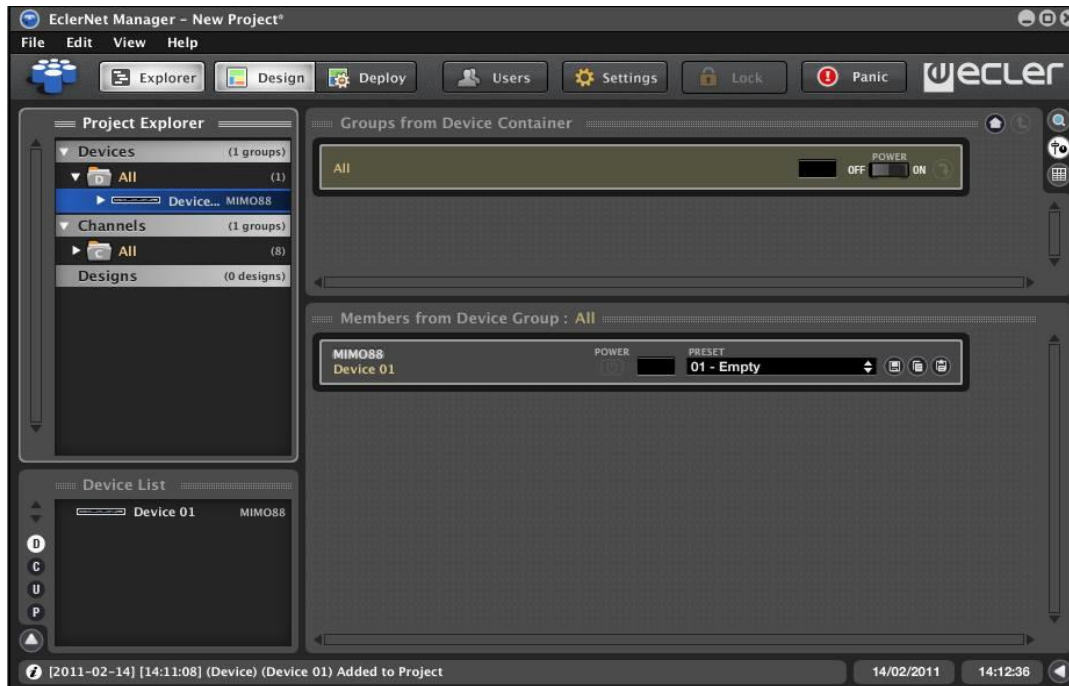 EclerNet Manager – New Project*
File Edit View Help
Explorer Design Deploy Users Settings Lock Panic ecler
Project Explorer
Devices (1 groups)
D All (1)
Device... MIMO88
Channels (1 groups)
C All (8)
Designs (0 designs)
Groups from Device Container
All POWER OFF ON
Members from Device Group : All
MIMO88 POWER PRESET
Device 01 01 - Empty
Device List
Device 01 MIMO88
D
C
U
P
[2011-02-14] [14:11:08] (Device) (Device 01) Added to Project 14/02/2011 14:12:36